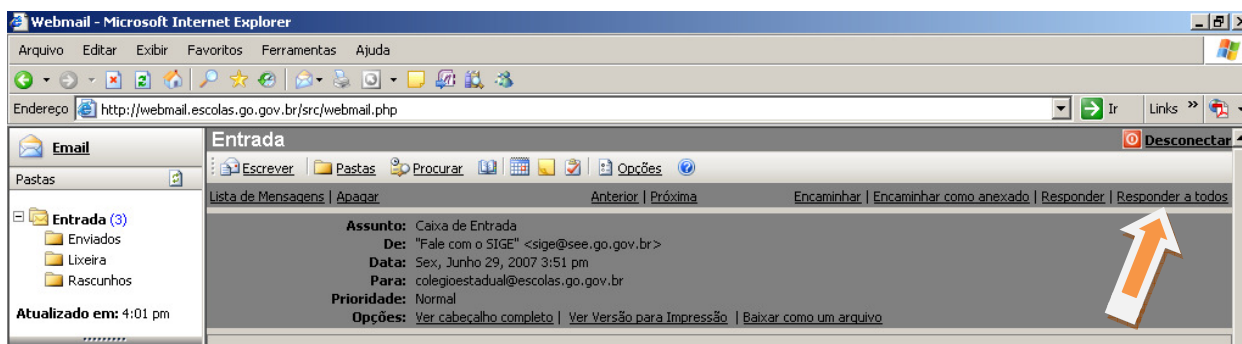 Webmail - Microsoft Internet Explorer
Arquivo Editar Exibir Favoritos Ferramentas Ajuda
Endereço http://webmail.escolas.go.gov.br/src/webmail.php Ir Links »
Email
Entrada Desconectar
Pastas
Escrever Pastas Procurar Opções
Lista de Mensagens | Apagar Anterior | Próxima Encaminhar | Encaminhar como anexado | Responder | Responder a todos
Entrada (3)
Enviados
Lixeira
Rascunhos
Atualizado em: 4:01 pm
Assunto: Caixa de Entrada
De: "Fale com o SIGE" <sige@see.go.gov.br>
Data: Sex, Junho 29, 2007 3:51 pm
Para: colegioestadual@escolas.go.gov.br
Prioridade: Normal
Opções: Ver cabeçalho completo | Ver Versão para Impressão | Baixar como um arquivo